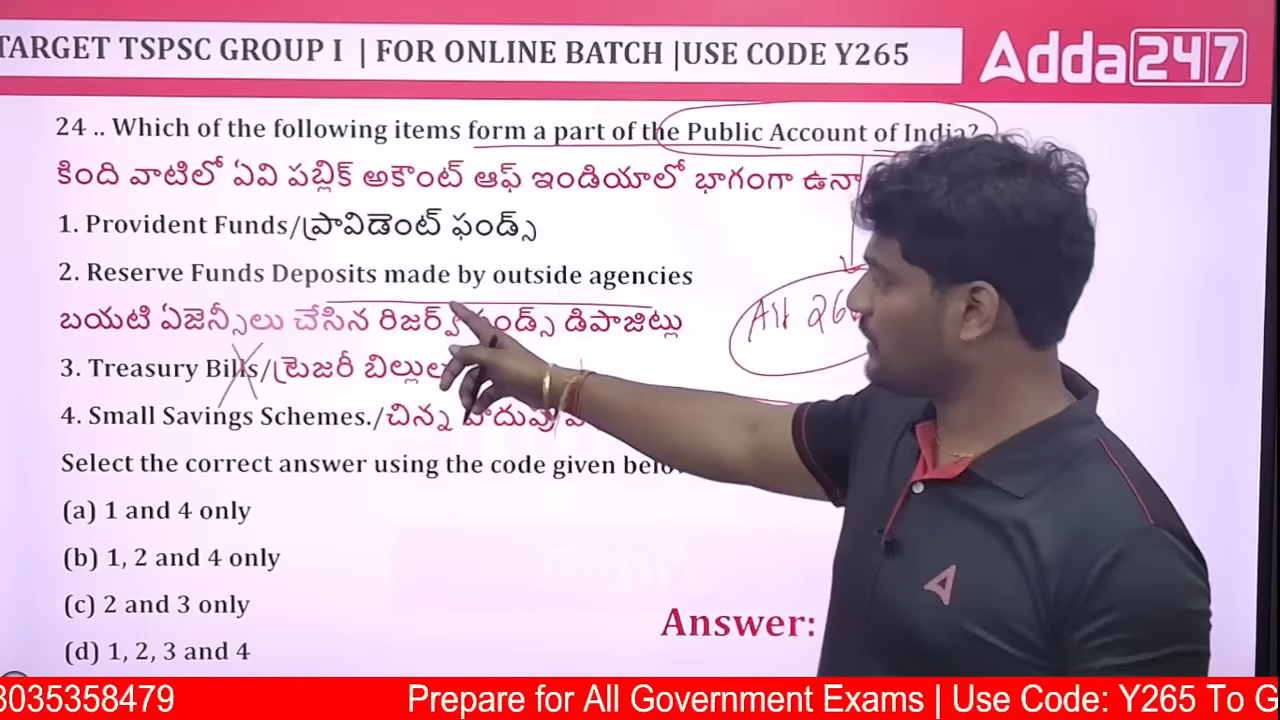 TARGET TSPSC GROUP I | FOR ONLINE BATCH |USE CODE Y265
Adda247
24 .. Which of the following items form a part of the Public Account of India?
కింది వాటిలో ఏవి పబ్లిక్ అకౌంట్ ఆఫ్ ఇండియాలో భాగంగా ఉనా
1. Provident Funds/ప్రావిడెంట్ ఫండ్స్
2. Reserve Funds Deposits made by outside agencies
బయటి ఏజెన్సీలు చేసిన రిజర్వ్ ఫండ్స్ డిపాజిట్లు
Art 26
3. Treasury Bills/ట్రెజరీ బిల్లుల
4. Small Savings Schemes./చిన్న పొదుపు
Select the correct answer using the code given below
(a) 1 and 4 only
(b) 1, 2 and 4 only
(c) 2 and 3 only
(d) 1, 2, 3 and 4
Answer:
8035358479 Prepare for All Government Exams | Use Code: Y265 To G